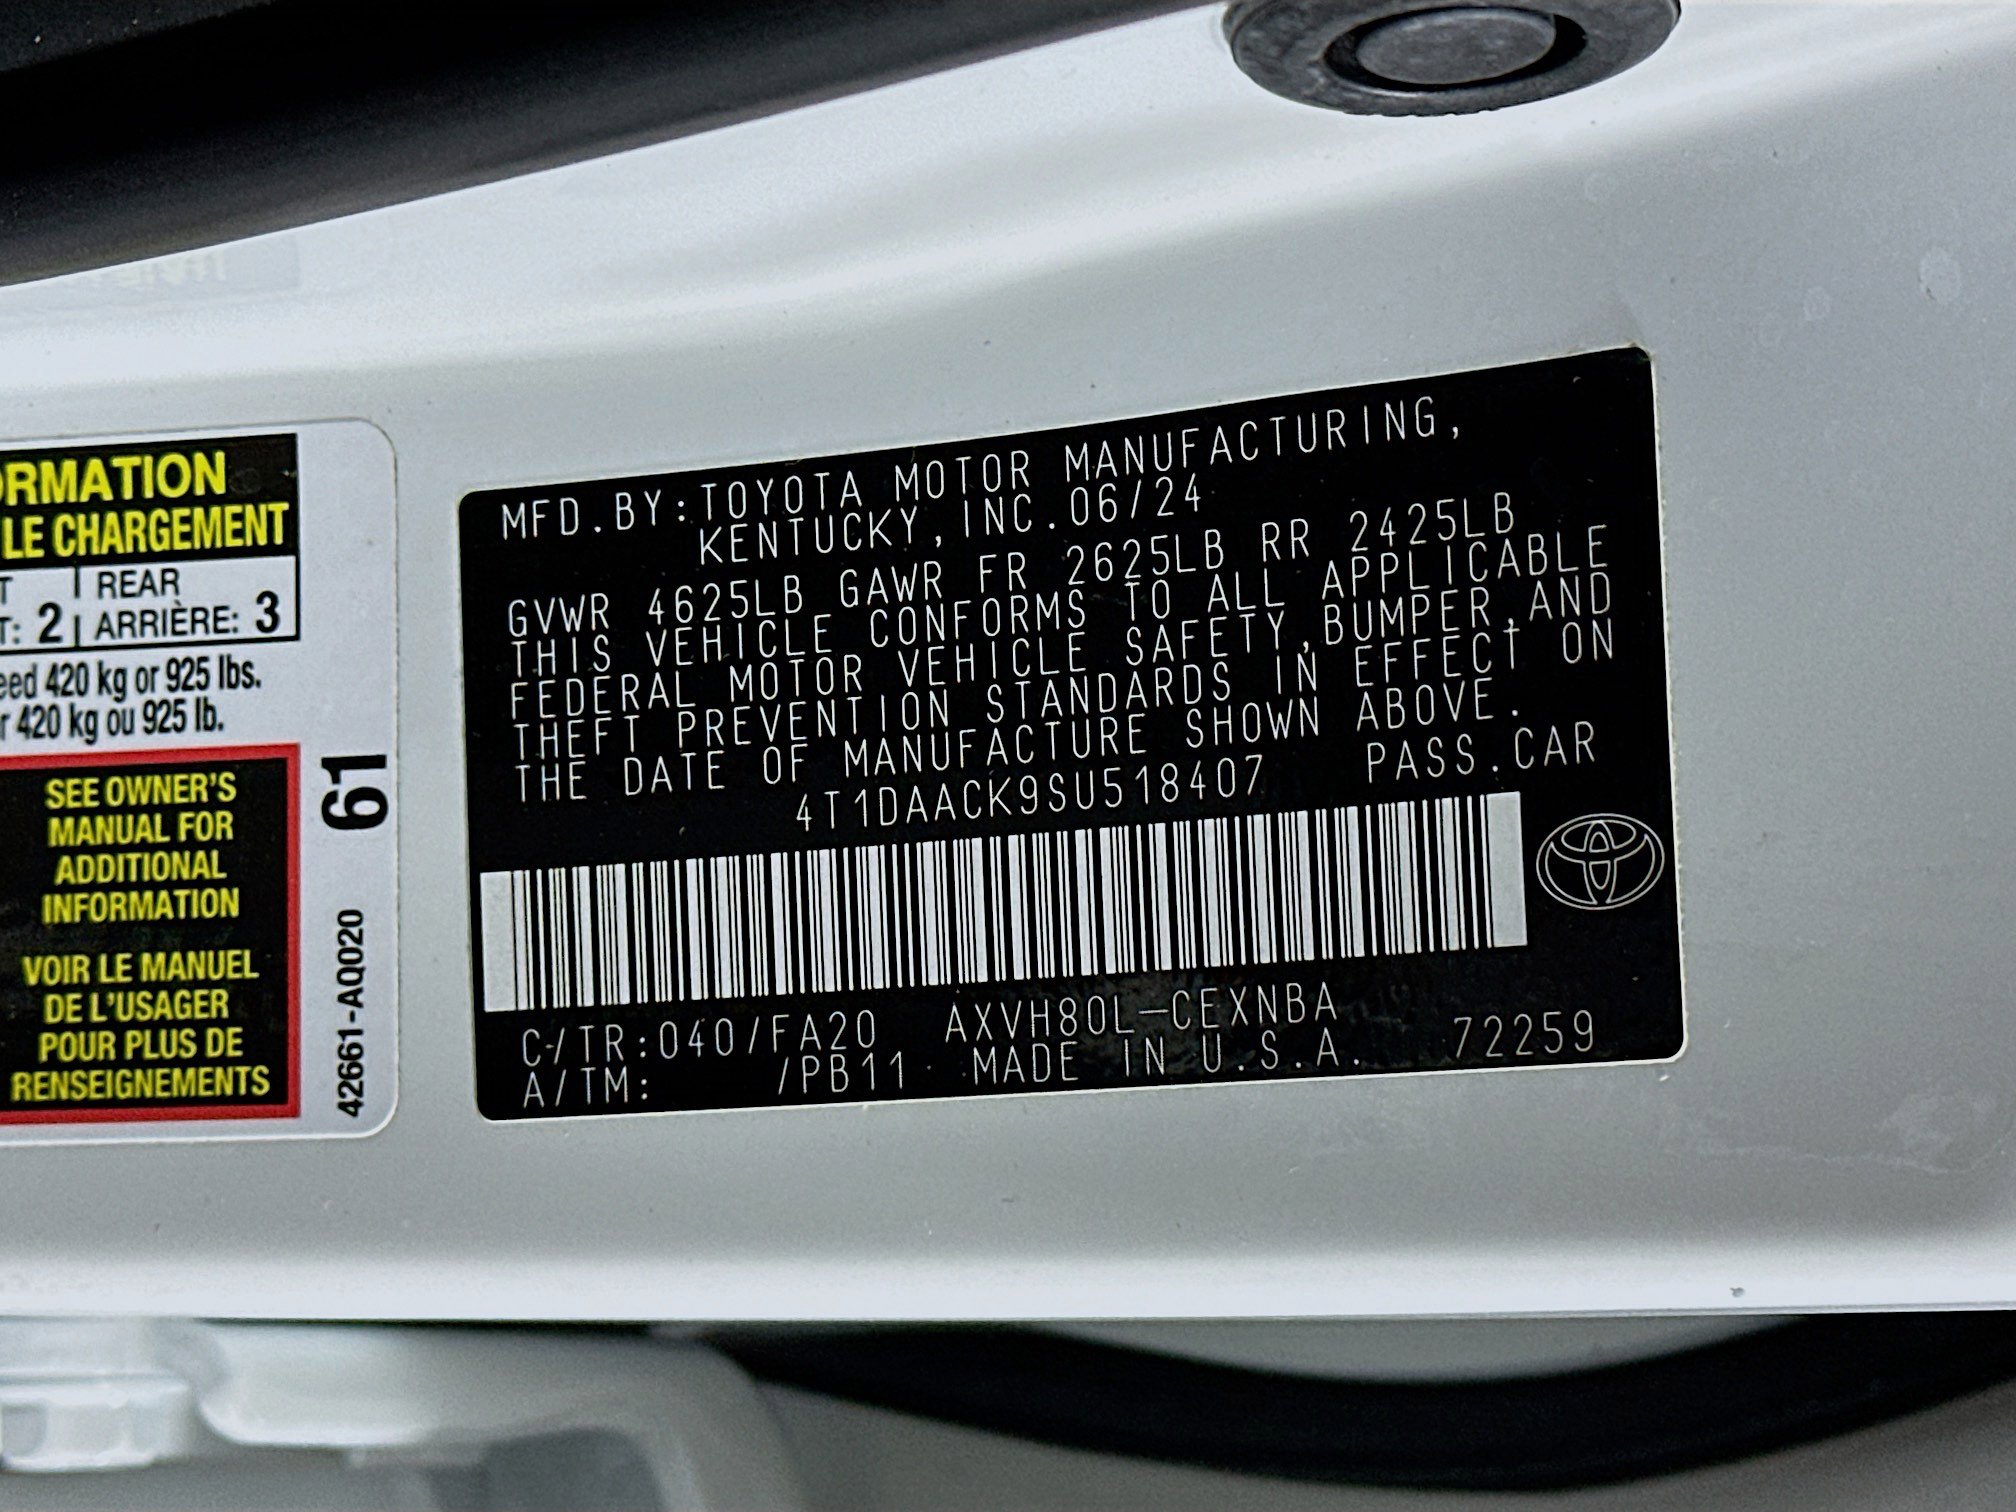 ORMATION
LE CHARGEMENT
T | REAR
T: 2 | ARRIÈRE: 3
eed 420 kg or 925 lbs.
r 420 kg ou 925 lb.
SEE OWNER'S
MANUAL FOR
ADDITIONAL
INFORMATION
VOIR LE MANUEL
DE L'USAGER
POUR PLUS DE
RENSEIGNEMENTS
61
42661-AQ020
MFD.BY:TOYOTA MOTOR MANUFACTURING,
KENTUCKY,INC.06/24
GVWR 4625LB GAWR FR 2625LB RR 2425LB
THIS VEHICLE CONFORMS TO ALL APPLICABLE
FEDERAL MOTOR VEHICLE SAFETY,BUMPER,AND
THEFT PREVENTION STANDARDS IN EFFECT ON
THE DATE OF MANUFACTURE SHOWN ABOVE.
4T1DAACK9SU518407 PASS.CAR
C/TR:040/FA20 AXVH80L-CEXNBA
A/TM: /PB11 MADE IN U.S.A. 72259